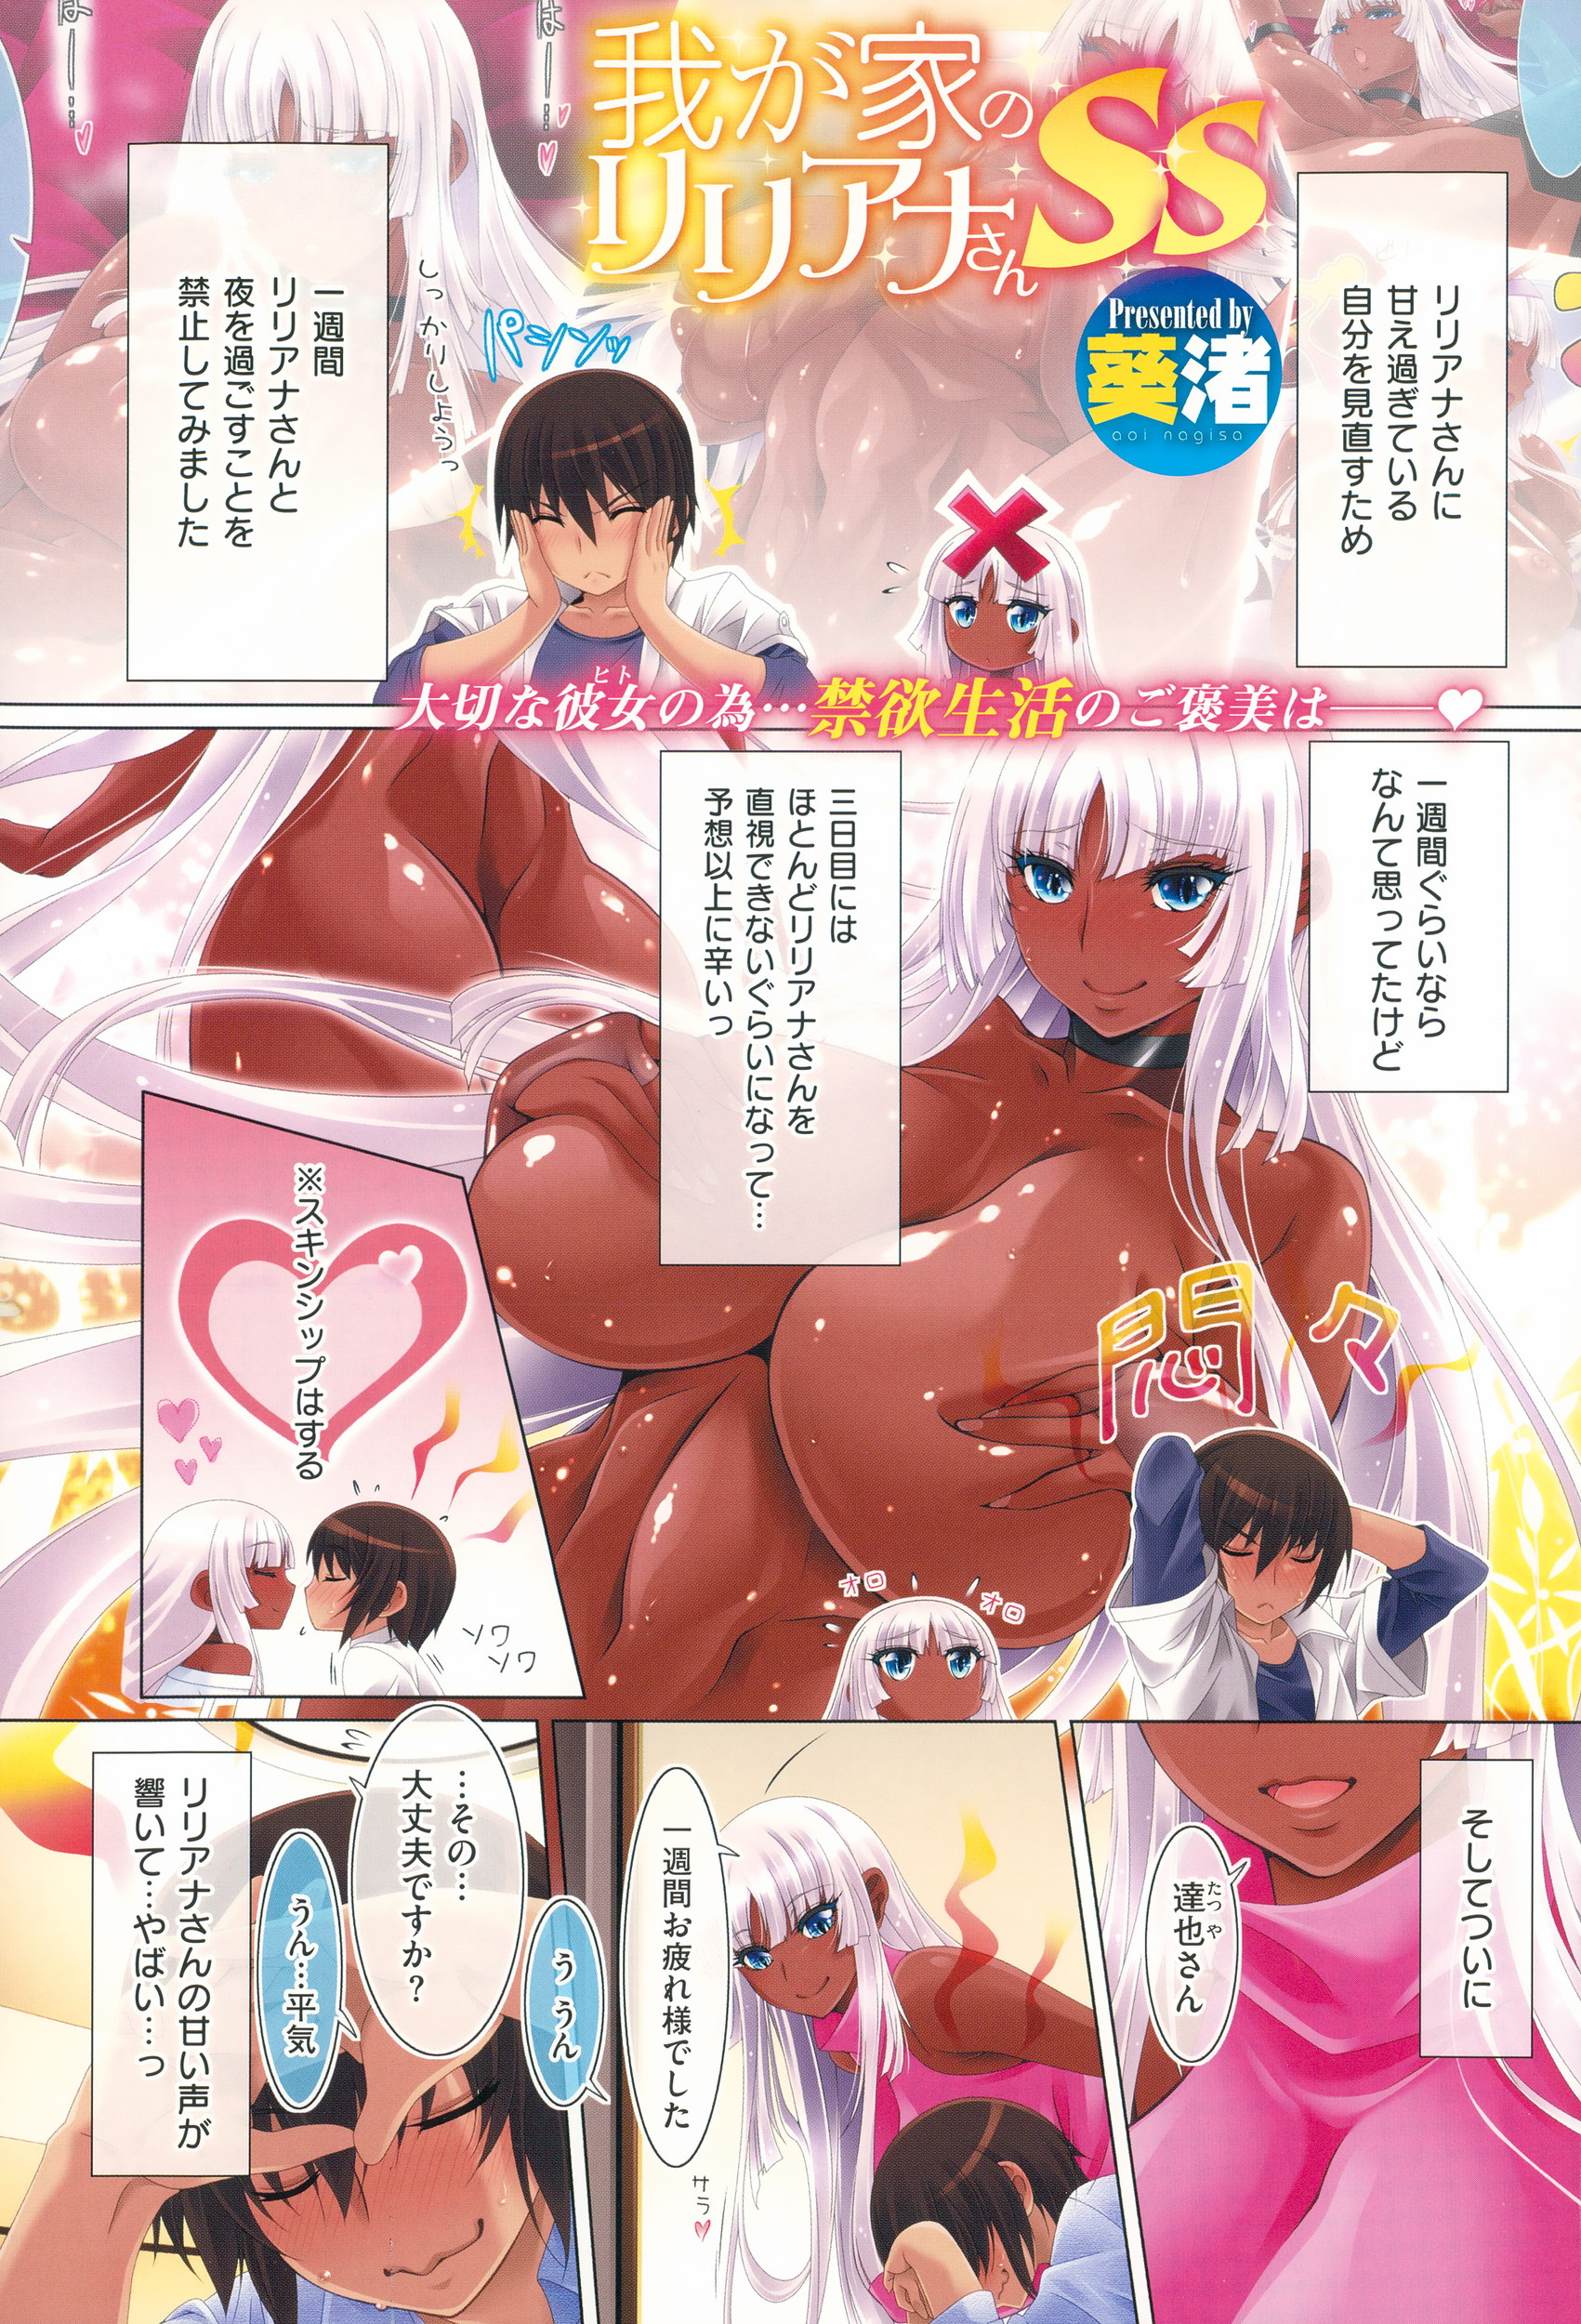 我が家の
リリアナさん
Ss
Presented by
葵渚
aoi nagisa
リリアナさんに
甘え過ぎている
自分を見直すため
は——…♥
は——…♥
パシンッ
しっかりしようっ
一週間
リリアナさんと
夜を過ごすことを
禁止してみました
大切な彼女の為…禁欲生活のご褒美は——♥
ヒト
一週間ぐらいなら
なんて思ってたけど
三日目には
ほとんどリリアナさんを
直視できないぐらいになって…
予想以上に辛いっ
悶々
オロ
オロ
※スキンシップはする
ソワ
ソワ
そしてついに
達也さん
たつや
一週間お疲れ様でした
サラ♥
う うん
…その…
大丈夫ですか？
うん…平気
リリアナさんの甘い声が
響いて…やばい…っ